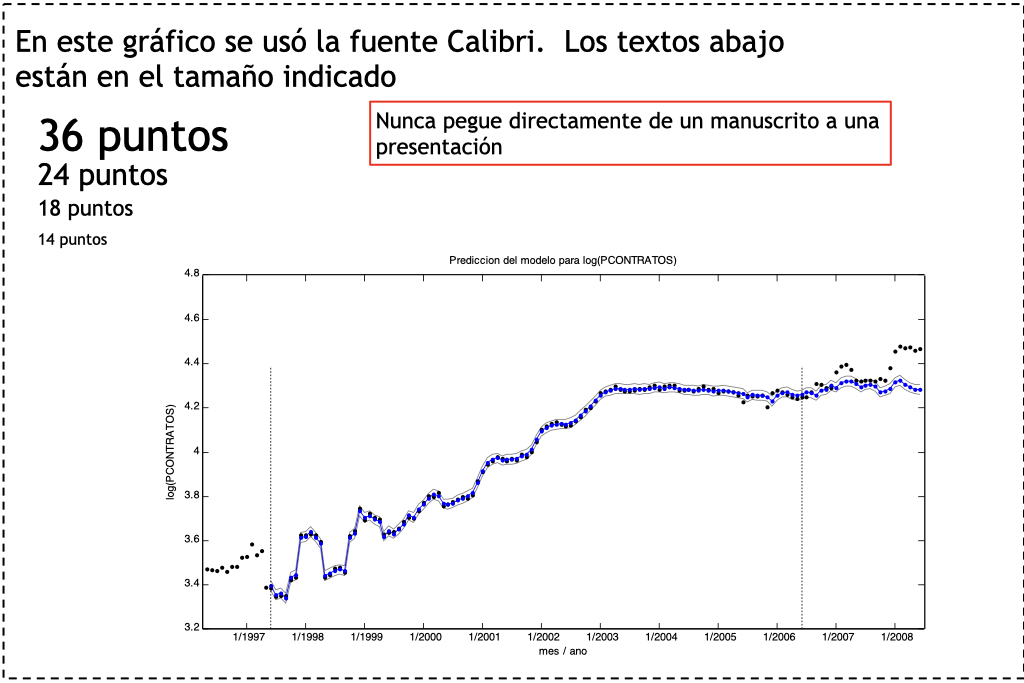 En este gráfico se usó la fuente Calibri.  Los textos abajo
están en el tamaño indicado
36 puntos
24 puntos
18 puntos
14 puntos
Nunca pegue directamente de un manuscrito a una
presentación
Prediccion del modelo para log(PCONTRATOS)
4.8
4.6
4.4
4.2
4
3.8
3.6
3.4
3.2
log(PCONTRATOS)
1/1997 1/1998 1/1999 1/2000 1/2001 1/2002 1/2003 1/2004 1/2005 1/2006 1/2007 1/2008
mes / ano